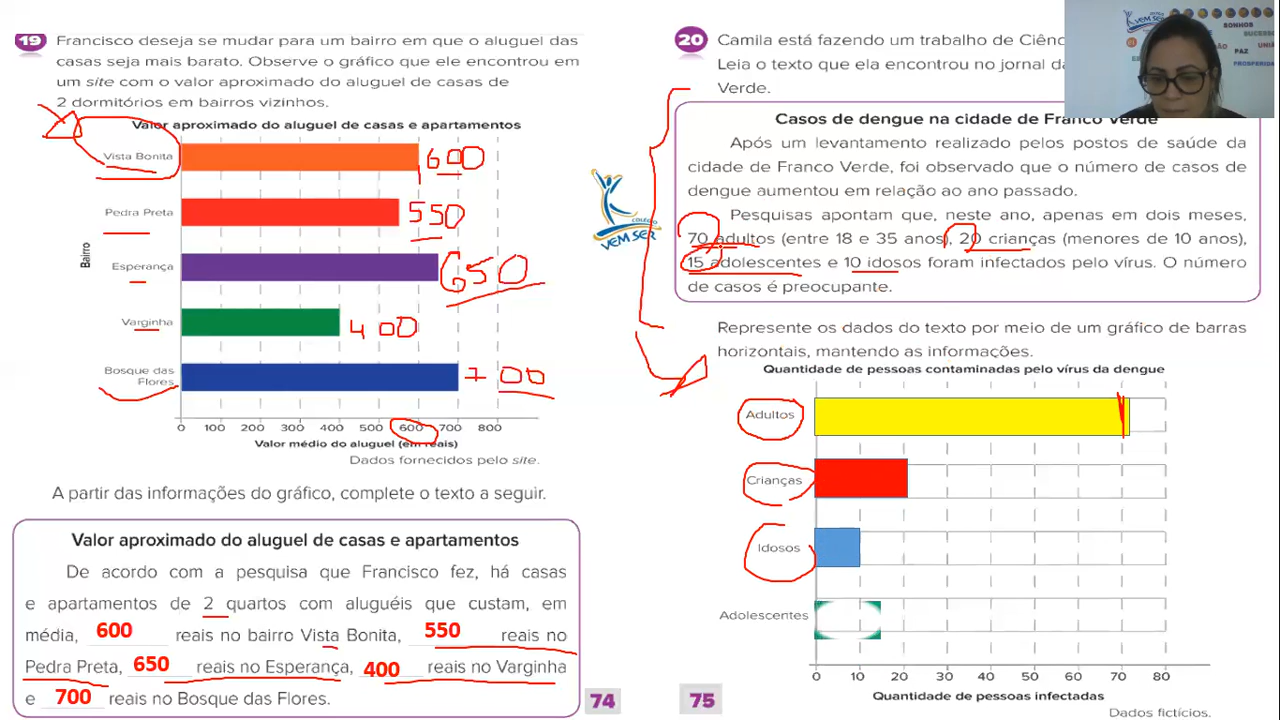 19 Francisco deseja se mudar para um bairro em que o aluguel das
casas seja mais barato. Observe o gráfico que ele encontrou em
um site com o valor aproximado do aluguel de casas de
2 dormitórios em bairros vizinhos.
Valor aproximado do aluguel de casas e apartamentos
Bairro
Vista Bonita 600
Pedra Preta 550
Esperança 650
Varginha 400
Bosque das
Flores 700
0 100 200 300 400 500 600 700 800
Valor médio do aluguel (em reais)
Dados fornecidos pelo site.
A partir das informações do gráfico, complete o texto a seguir.
Valor aproximado do aluguel de casas e apartamentos
De acordo com a pesquisa que Francisco fez, há casas
e apartamentos de 2 quartos com aluguéis que custam, em
média, 600 reais no bairro Vista Bonita, 550 reais no
Pedra Preta, 650 reais no Esperança, 400 reais no Varginha
e 700 reais no Bosque das Flores.
74
COLÉGIO
VEM SER
20 Camila está fazendo um trabalho de
Leia o texto que ela encontrou no jornal
Verde.
Casos de dengue na cidade de Franco Verde
Após um levantamento realizado pelos postos de saúde da
cidade de Franco Verde, foi observado que o número de casos de
dengue aumentou em relação ao ano passado.
Pesquisas apontam que, neste ano, apenas em dois meses,
70 adultos (entre 18 e 35 anos), 20 crianças (menores de 10 anos),
15 adolescentes e 10 idosos foram infectados pelo vírus. O número
de casos é preocupante.
Represente os dados do texto por meio de um gráfico de barras
horizontais, mantendo as informações.
Quantidade de pessoas contaminadas pelo vírus da dengue
Adultos
Crianças
Idosos
Adolescentes
0 10 20 30 40 50 60 70 80
Quantidade de pessoas infectadas
Dados fictícios.
75
VEM SER
SONHOS
SUCESSO
PAZ